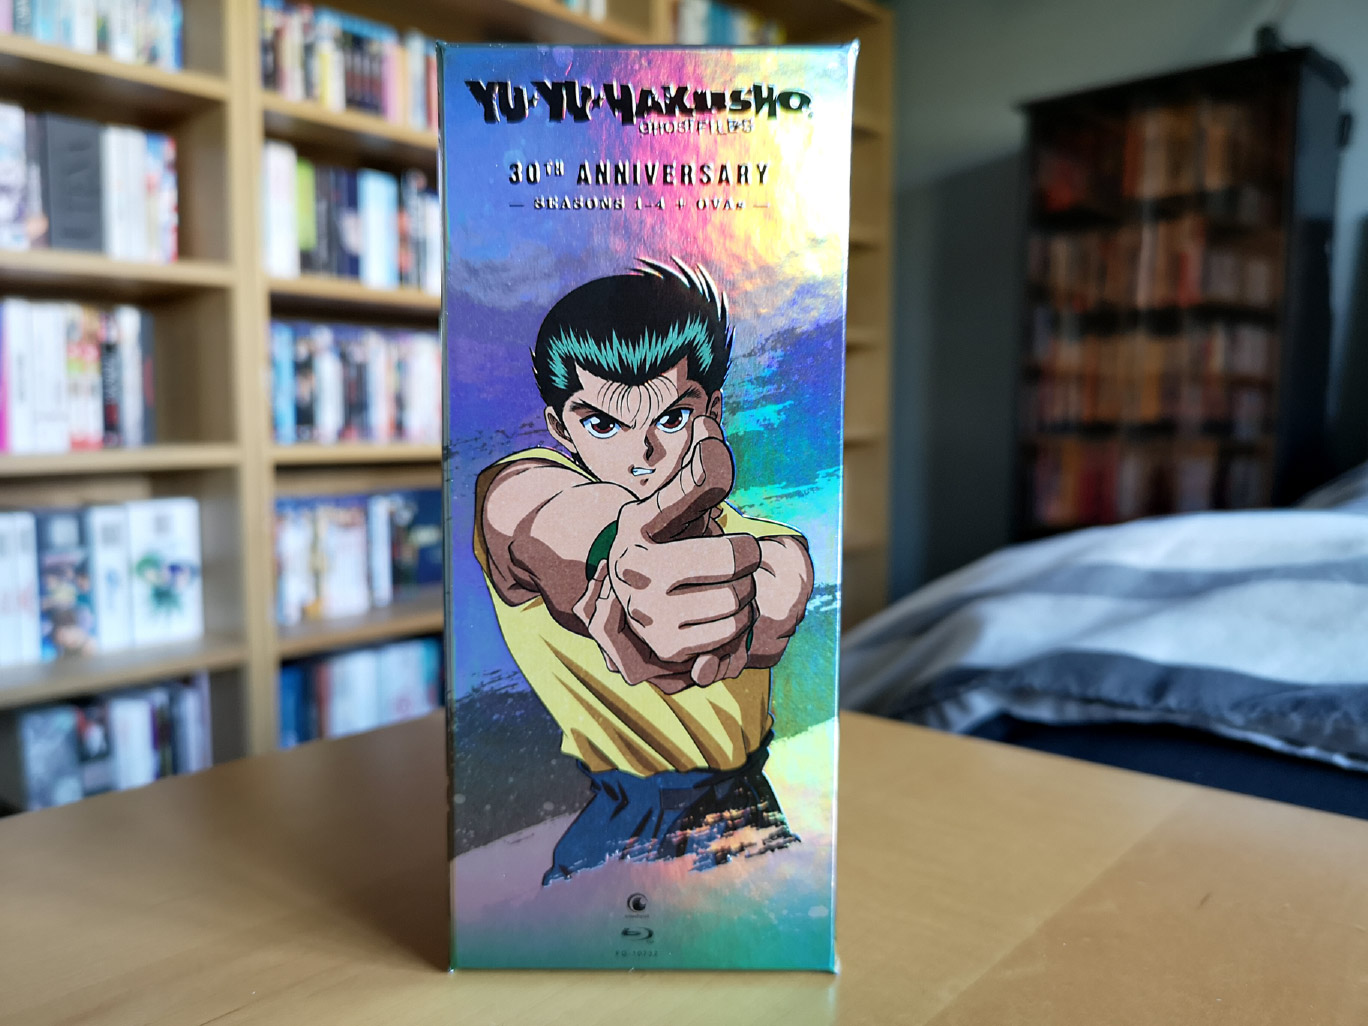 YU★YU★HAKUSHO
GHOST FILES
30TH ANNIVERSARY
— SEASONS 1-4 + OVAs —